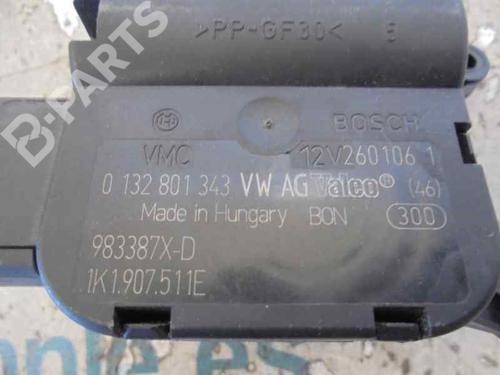 >PP-GF30<
B-PARTS
BOSCH
VMC 12V260106 1
0 132 801 343 VW AG Valeo® (46)
Made in Hungary BON 300
983387X-D
1K1.907.511E